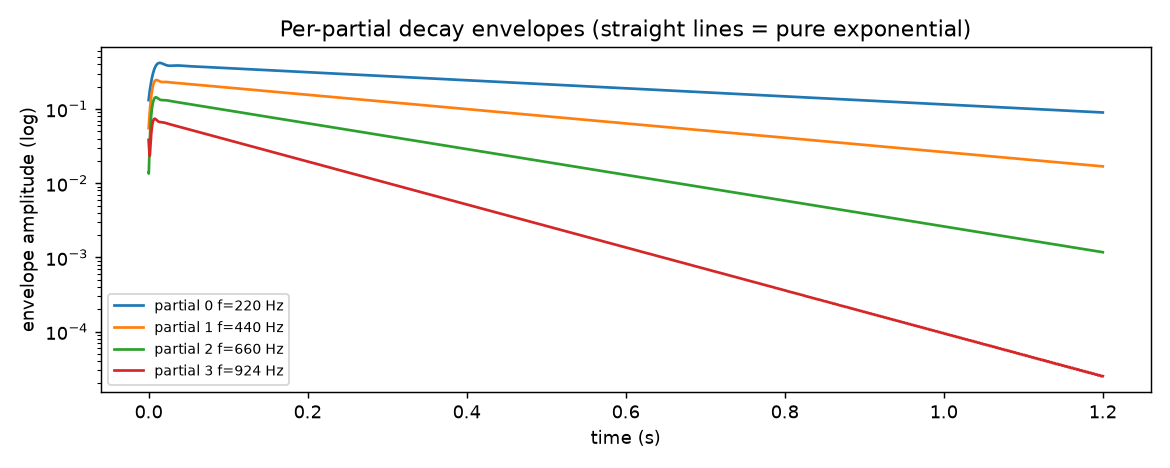 Per-partial decay envelopes (straight lines = pure exponential)
envelope amplitude (log)
10⁻¹
10⁻²
10⁻³
10⁻⁴
partial 0 f=220 Hz
partial 1 f=440 Hz
partial 2 f=660 Hz
partial 3 f=924 Hz
0.0 0.2 0.4 0.6 0.8 1.0 1.2
time (s)